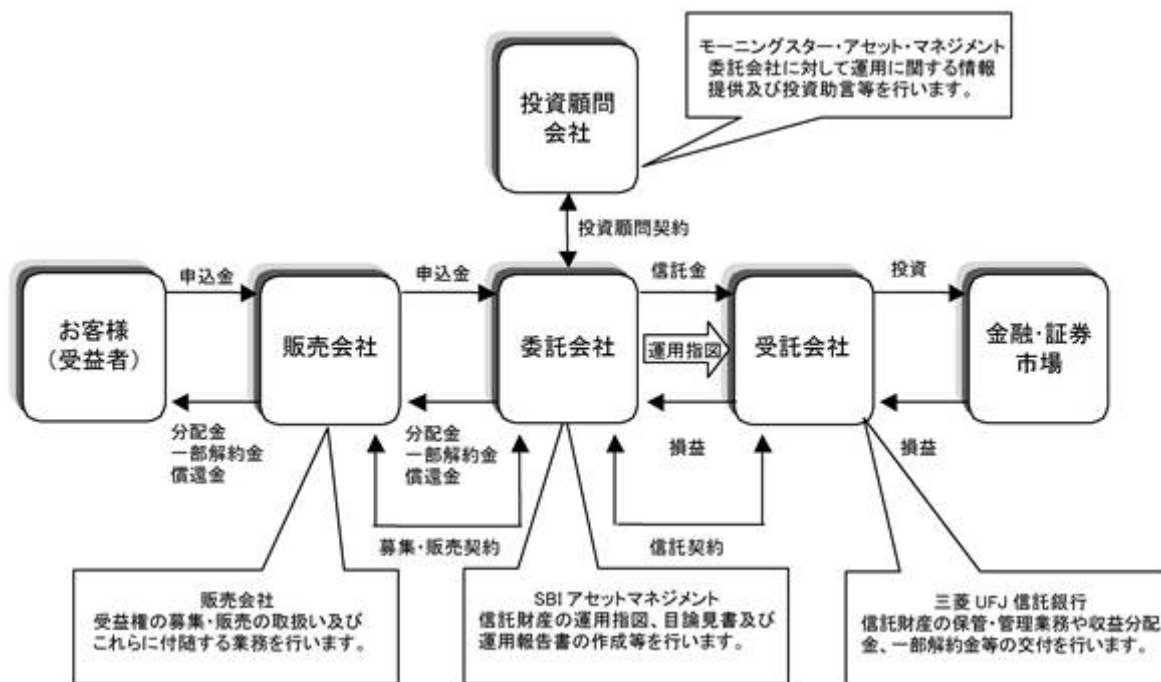 モーニングスター・アセット・マネジメント
委託会社に対して運用に関する情報
提供及び投資助言等を行います。
投資顧問
会社
投資顧問契約
申込金
申込金
信託金
投資
お客様
(受益者)
販売会社
委託会社
運用指図
受託会社
金融・証券
市場
分配金
一部解約金
償還金
分配金
一部解約金
償還金
損益
損益
募集・販売契約
信託契約
販売会社
受益権の募集・販売の取扱い及び
これらに付随する業務を行います。
SBI アセットマネジメント
信託財産の運用指図、目論見書及び
運用報告書の作成等を行います。
三菱 UFJ 信託銀行
信託財産の保管・管理業務や収益分配
金、一部解約金等の交付を行います。